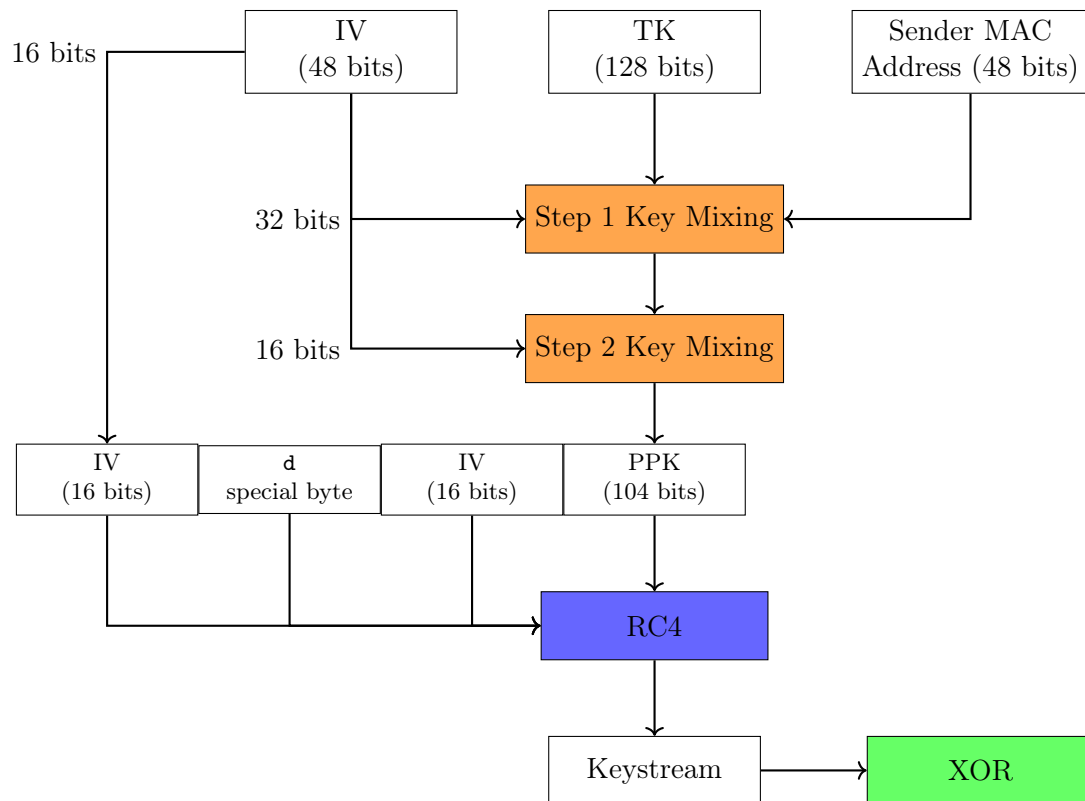 16 bits
IV
(48 bits)
TK
(128 bits)
Sender MAC
Address (48 bits)
32 bits
Step 1 Key Mixing
16 bits
Step 2 Key Mixing
IV
(16 bits)
d
special byte
IV
(16 bits)
PPK
(104 bits)
RC4
Keystream
XOR